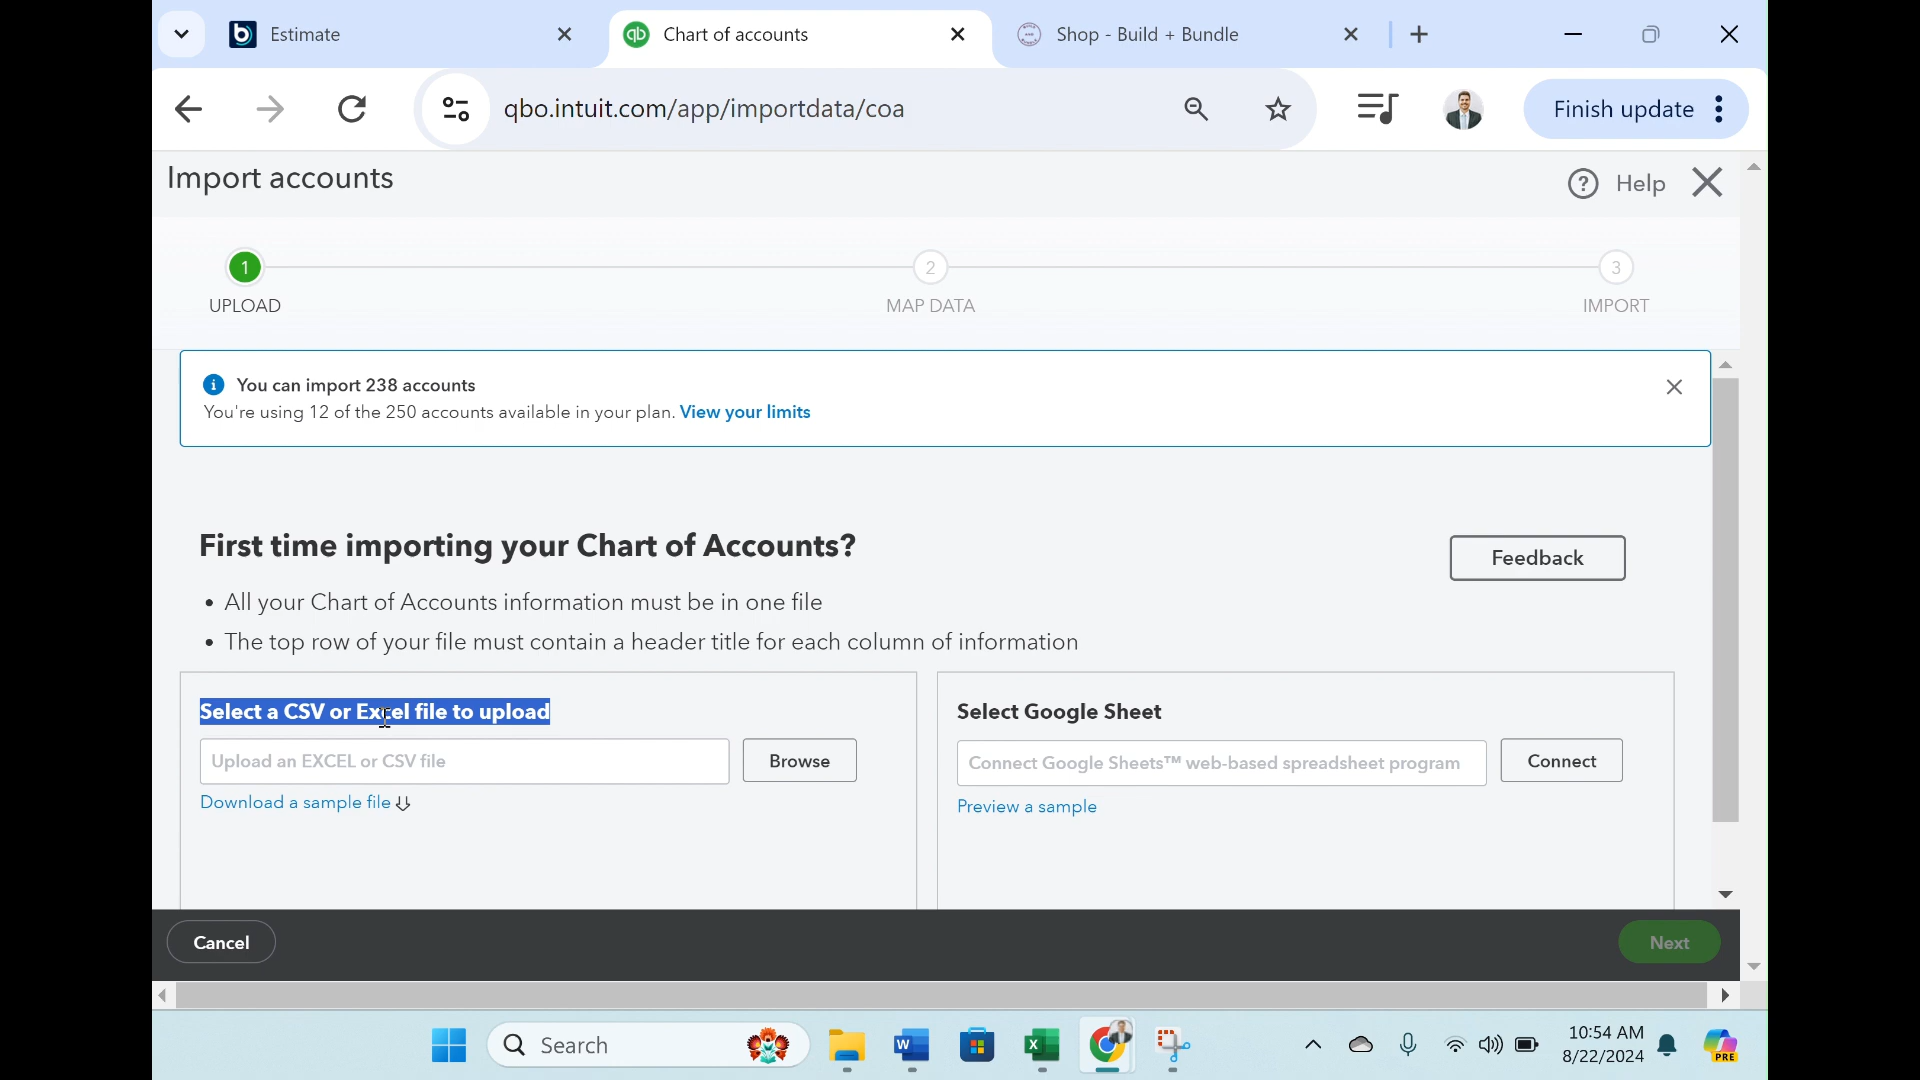 Estimate
Chart of accounts
Shop - Build + Bundle
qbo.intuit.com/app/importdata/coa
Finish update
Import accounts
Help
1
2
3
UPLOAD
MAP DATA
IMPORT
You can import 238 accounts
You're using 12 of the 250 accounts available in your plan. View your limits
First time importing your Chart of Accounts?
Feedback
• All your Chart of Accounts information must be in one file
• The top row of your file must contain a header title for each column of information
Select a CSV or Excel file to upload
Upload an EXCEL or CSV file
Browse
Download a sample file
Select Google Sheet
Connect Google Sheets™ web-based spreadsheet program
Connect
Preview a sample
Cancel
Next
Search
10:54 AM
8/22/2024
PRE